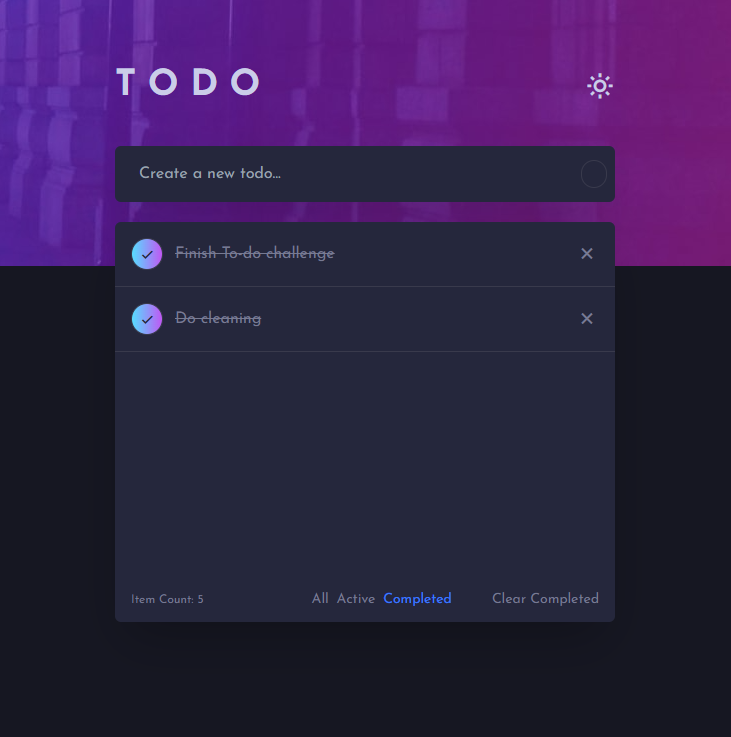 TODO
Create a new todo...
Finish To-do challenge
Do cleaning
Item Count: 5 All Active Completed Clear Completed